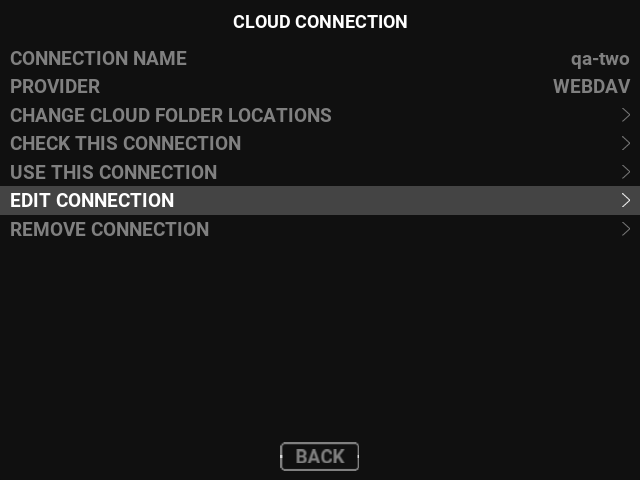 CLOUD CONNECTION
CONNECTION NAME qa-two
PROVIDER WEBDAV
CHANGE CLOUD FOLDER LOCATIONS
CHECK THIS CONNECTION
USE THIS CONNECTION
EDIT CONNECTION
REMOVE CONNECTION
BACK